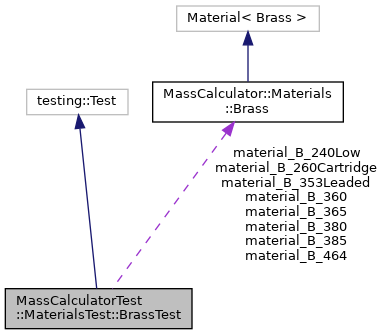 Material< Brass >
testing::Test
MassCalculator::Materials
::Brass
material_B_240Low
material_B_260Cartridge
material_B_353Leaded
material_B_360
material_B_365
material_B_380
material_B_385
material_B_464
MassCalculatorTest
::MaterialsTest::BrassTest